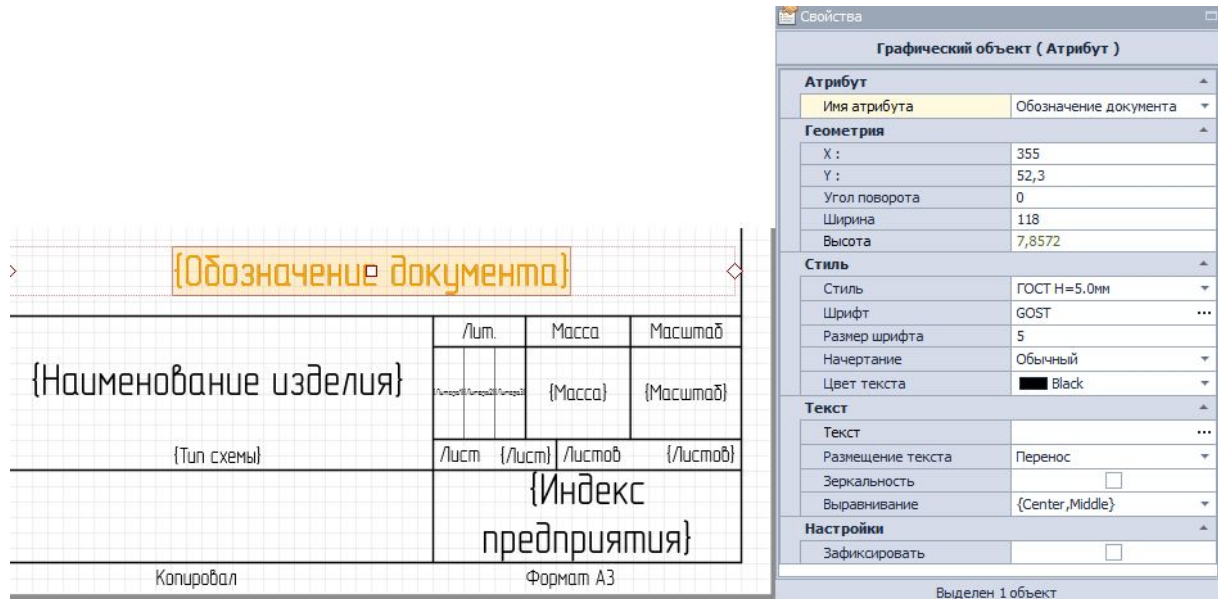 {Обозначение документа}
Лит. Масса Масштаб
{Наименование изделия}
{Масса} {Масштаб}
{Тип схемы}
Лист {Лист} Листов {Листов}
{Индекс
предприятия}
Копировал Формат А3
Свойства
Графический объект ( Атрибут )
Атрибут
Имя атрибута Обозначение документа
Геометрия
X : 355
Y : 52,3
Угол поворота 0
Ширина 118
Высота 7,8572
Стиль
Стиль ГОСТ H=5.0мм
Шрифт GOST
Размер шрифта 5
Начертание Обычный
Цвет текста Black
Текст
Текст
Размещение текста Перенос
Зеркальность
Выравнивание {Center,Middle}
Настройки
Зафиксировать
Выделен 1 объект